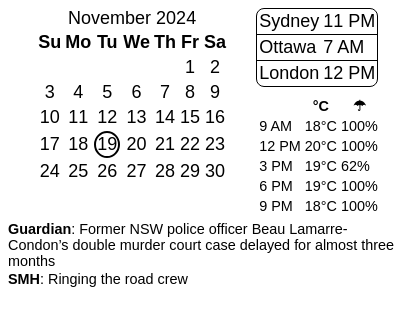 November 2024
Su Mo Tu We Th Fr Sa
1 2
3 4 5 6 7 8 9
10 11 12 13 14 15 16
17 18 19 20 21 22 23
24 25 26 27 28 29 30
Sydney 11 PM
Ottawa 7 AM
London 12 PM
°C ☂
9 AM 18°C 100%
12 PM 20°C 100%
3 PM 19°C 62%
6 PM 19°C 100%
9 PM 18°C 100%
Guardian: Former NSW police officer Beau Lamarre-
Condon’s double murder court case delayed for almost three
months
SMH: Ringing the road crew